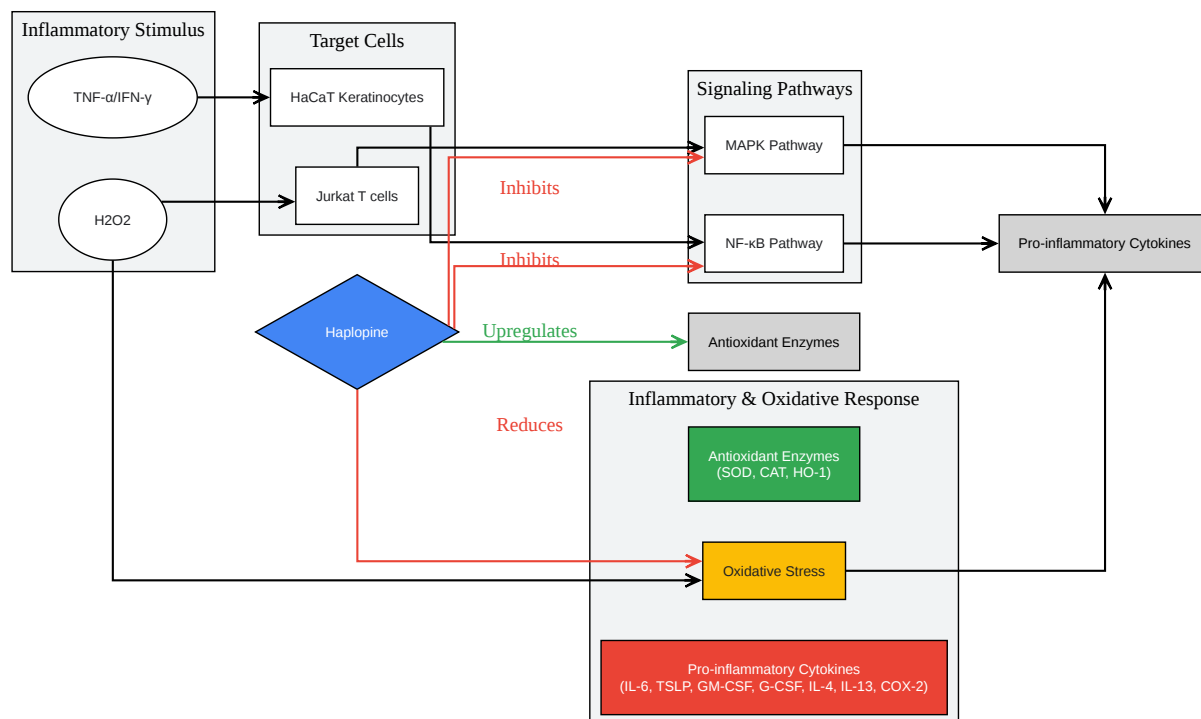 Inflammatory Stimulus
TNF-α/IFN-γ
H2O2
Target Cells
HaCaT Keratinocytes
Jurkat T cells
Signaling Pathways
MAPK Pathway
NF-κB Pathway
Inhibits
Inhibits
Pro-inflammatory Cytokines
Haplopine
Upregulates
Antioxidant Enzymes
Reduces
Inflammatory & Oxidative Response
Antioxidant Enzymes
(SOD, CAT, HO-1)
Oxidative Stress
Pro-inflammatory Cytokines
(IL-6, TSLP, GM-CSF, G-CSF, IL-4, IL-13, COX-2)